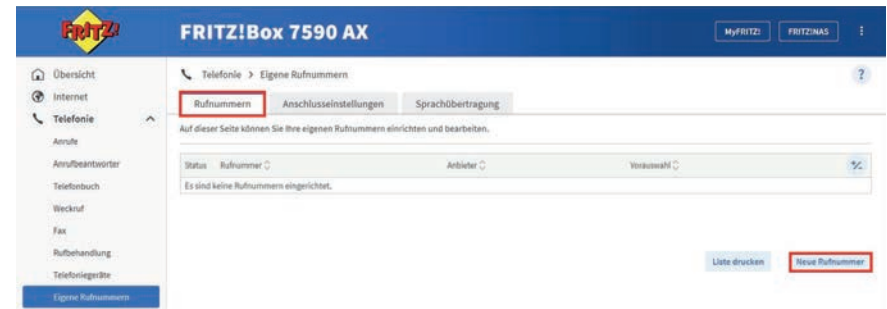 FRITZ!
FRITZ!Box 7590 AX
MyFRITZ!
FRITZ!NAS
Übersicht
Internet
Telefonie
Anrufe
Anrufbeantworter
Telefonbuch
Weckruf
Fax
Rufbehandlung
Telefoniegeräte
Eigene Rufnummern
Telefonie > Eigene Rufnummern
?
Rufnummern Anschlusseinstellungen Sprachübertragung
Auf dieser Seite können Sie Ihre eigenen Rufnummern einrichten und bearbeiten.
Status Rufnummer Anbieter Vorauswahl
Es sind keine Rufnummern eingerichtet.
Liste drucken Neue Rufnummer